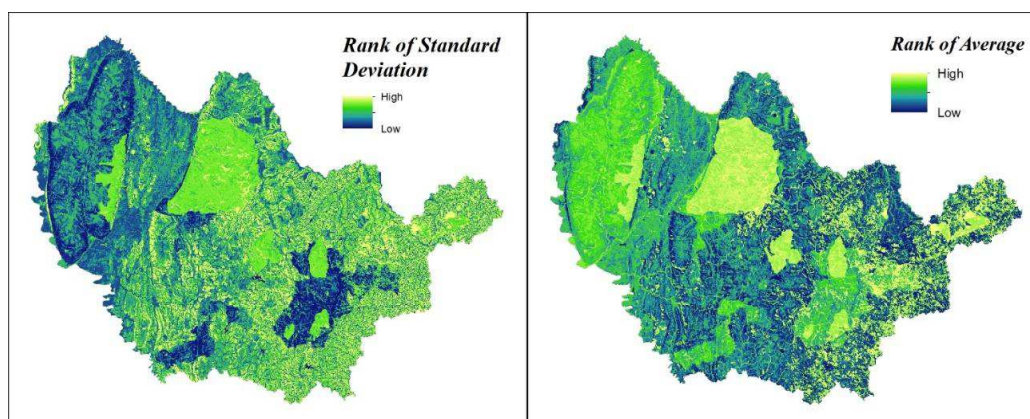 Rank of Standard
Deviation
High
Low
Rank of Average
High
Low